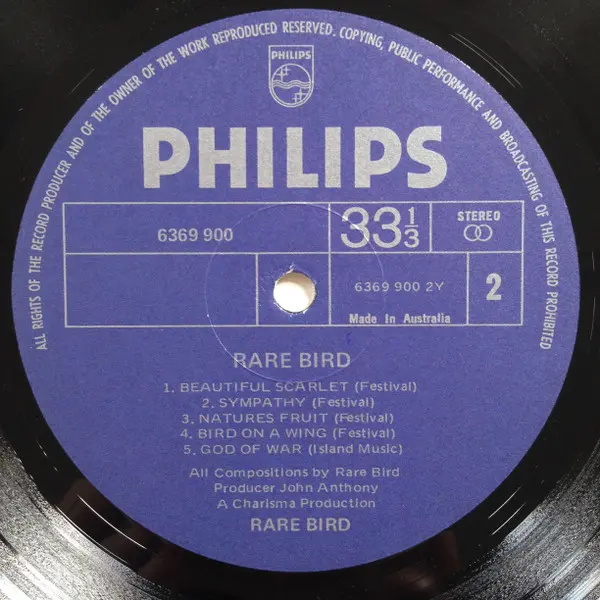 ALL RIGHTS OF THE RECORD PRODUCER AND OF THE OWNER OF THE WORK REPRODUCED RESERVED. COPYING, PUBLIC PERFORMANCE AND BROADCASTING OF THIS RECORD PROHIBITED
PHILIPS
PHILIPS
6369 900
33 1/3
STEREO
6369 900 2Y
2
Made In Australia
RARE BIRD
1. BEAUTIFUL SCARLET (Festival)
2. SYMPATHY (Festival)
3. NATURES FRUIT (Festival)
4. BIRD ON A WING (Festival)
5. GOD OF WAR (Island Music)
All Compositions by Rare Bird
Producer John Anthony
A Charisma Production
RARE BIRD